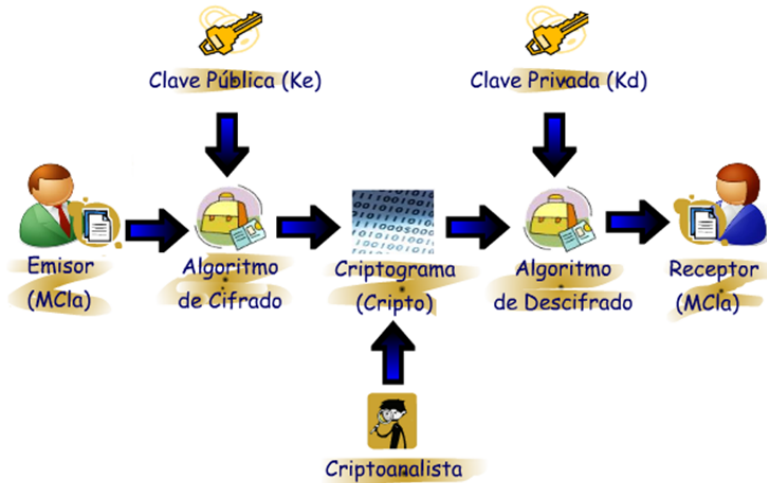 Clave Pública (Ke)
Clave Privada (Kd)
Emisor
(MCla)
Algoritmo
de Cifrado
Criptograma
(Cripto)
Algoritmo
de Descifrado
Receptor
(MCla)
Criptoanalista